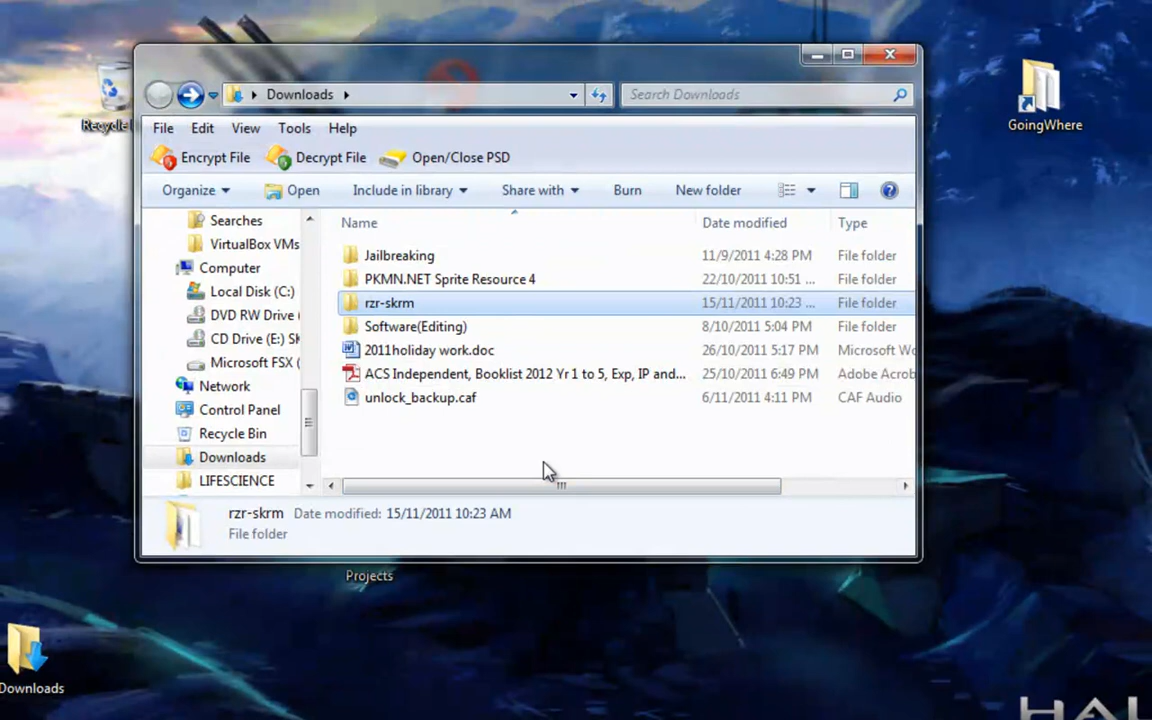 Recycle
GoingWhere
Downloads
Search Downloads
File Edit View Tools Help
Encrypt File Decrypt File Open/Close PSD
Organize Open Include in library Share with Burn New folder
Name Date modified Type
Searches
VirtualBox VMs
Computer
Local Disk (C:)
DVD RW Drive (
CD Drive (E:) Sk
Microsoft FSX (
Network
Control Panel
Recycle Bin
Downloads
LIFESCIENCE
Jailbreaking 11/9/2011 4:28 PM File folder
PKMN.NET Sprite Resource 4 22/10/2011 10:51 ... File folder
rzr-skrm 15/11/2011 10:23 ... File folder
Software(Editing) 8/10/2011 5:04 PM File folder
2011holiday work.doc 26/10/2011 5:17 PM Microsoft Wo
ACS Independent, Booklist 2012 Yr 1 to 5, Exp, IP and... 25/10/2011 6:49 PM Adobe Acrob
unlock_backup.caf 6/11/2011 4:11 PM CAF Audio
rzr-skrm Date modified: 15/11/2011 10:23 AM
File folder
Projects
Downloads
HAL